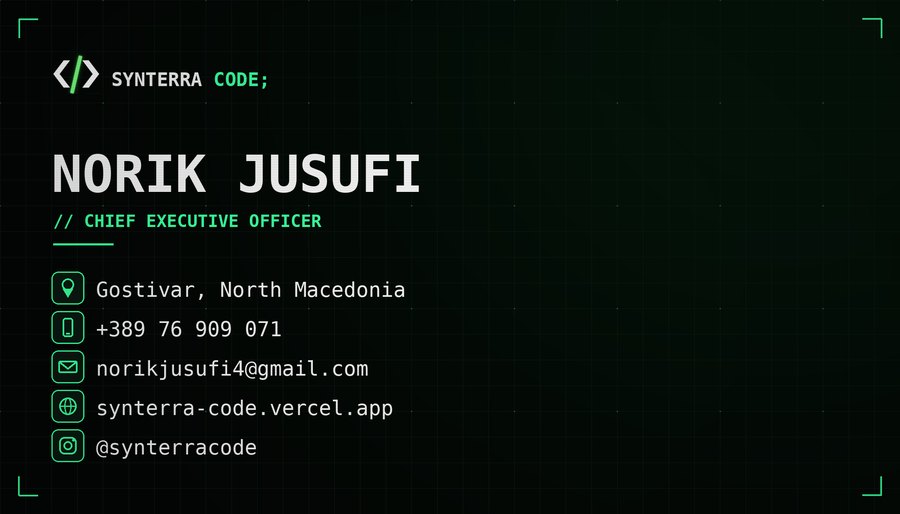 </> SYNTERRA CODE;
NORIK JUSUFI
// CHIEF EXECUTIVE OFFICER
Gostivar, North Macedonia
+389 76 909 071
norikjusufi4@gmail.com
synterra-code.vercel.app
@synterracode